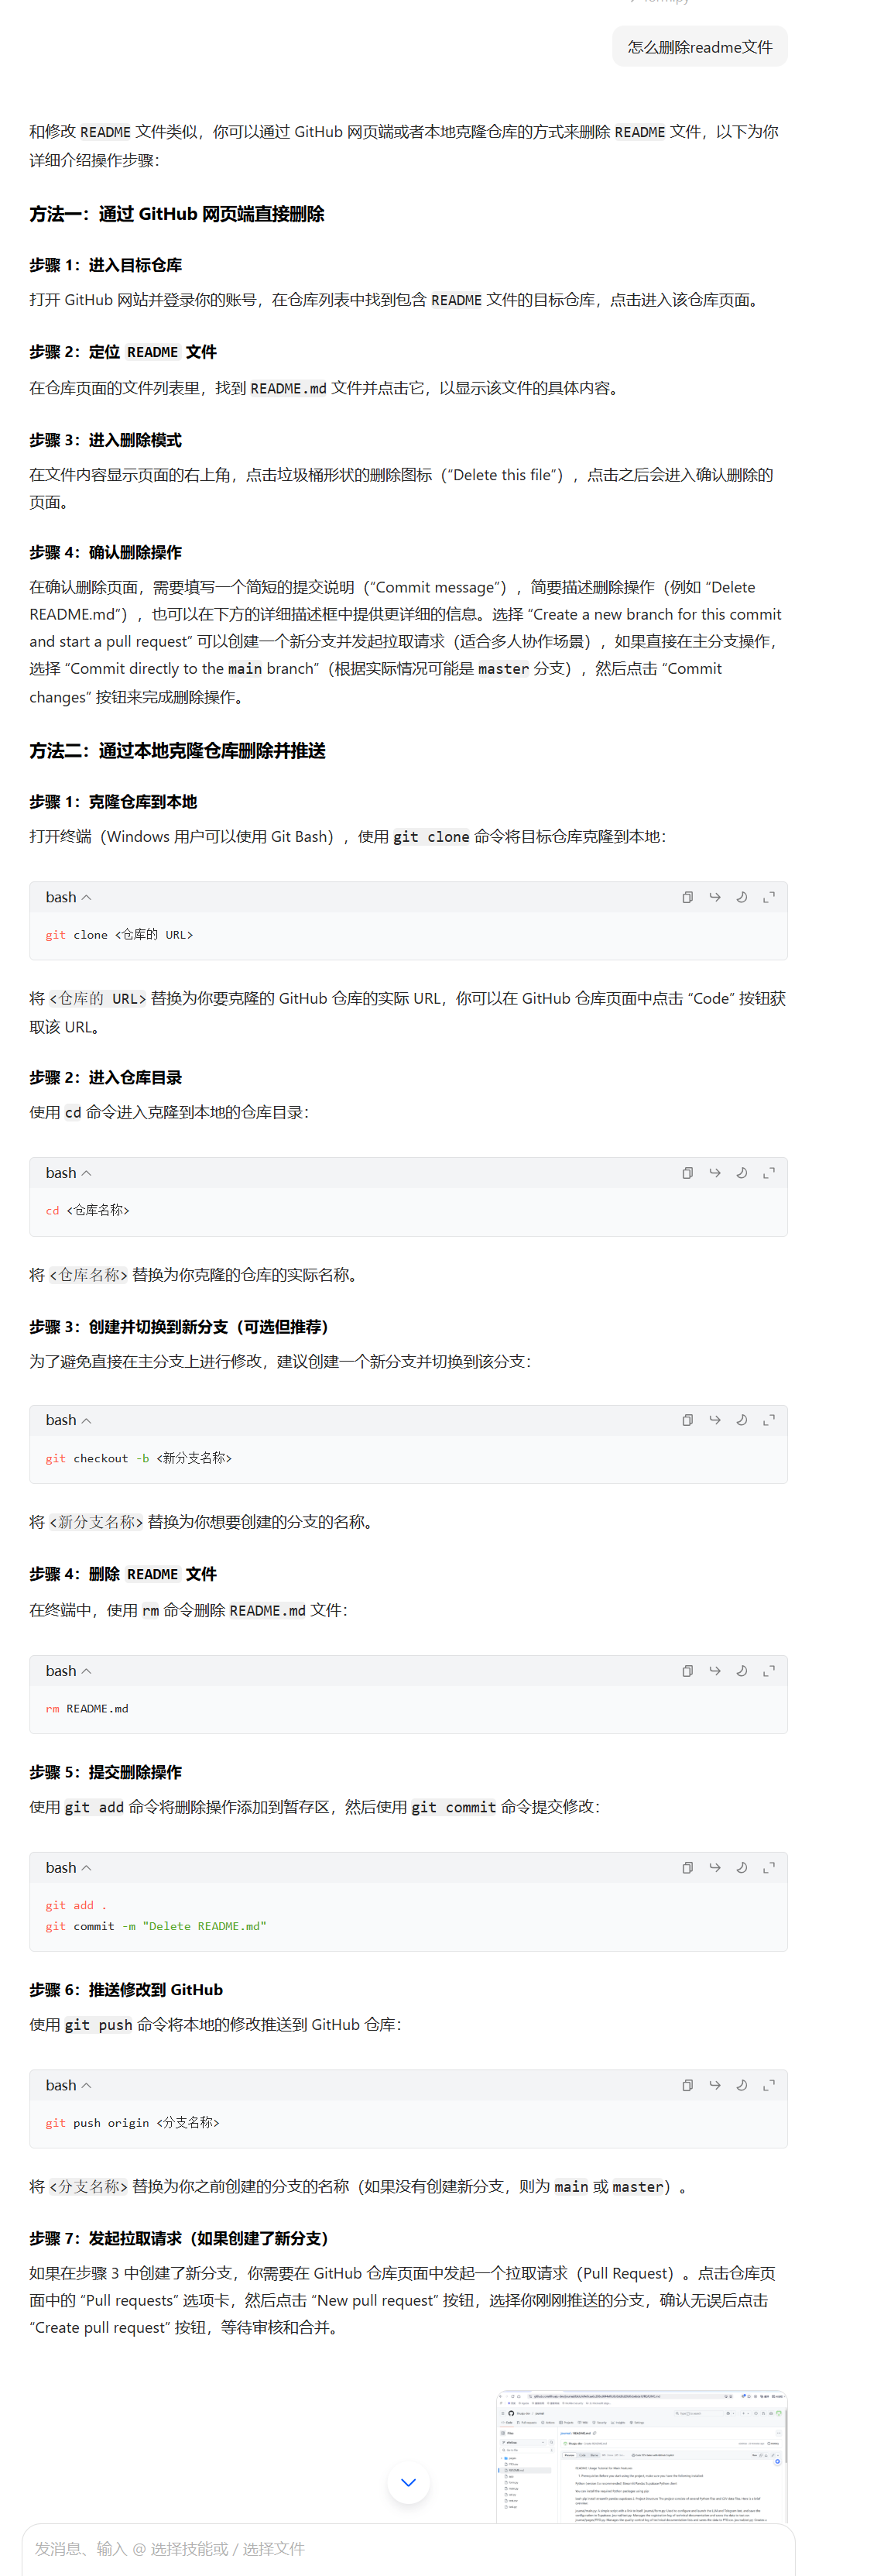 怎么删除readme文件
和修改 README 文件类似，你可以通过 GitHub 网页端或者本地克隆仓库的方式来删除 README 文件，以下为你
详细介绍操作步骤：
方法一：通过 GitHub 网页端直接删除
步骤 1：进入目标仓库
打开 GitHub 网站并登录你的账号，在仓库列表中找到包含 README 文件的目标仓库，点击进入该仓库页面。
步骤 2：定位 README 文件
在仓库页面的文件列表里，找到 README.md 文件并点击它，以显示该文件的具体内容。
步骤 3：进入删除模式
在文件内容显示页面的右上角，点击垃圾桶形状的删除图标（“Delete this file”），点击之后会进入确认删除的
页面。
步骤 4：确认删除操作
在确认删除页面，需要填写一个简短的提交说明（“Commit message”），简要描述删除操作（例如 “Delete
README.md”），也可以在下方的详细描述框中提供更详细的信息。选择 “Create a new branch for this commit
and start a pull request” 可以创建一个新分支并发起拉取请求（适合多人协作场景），如果直接在主分支操作，
选择 “Commit directly to the main branch”（根据实际情况可能是 master 分支），然后点击 “Commit
changes” 按钮来完成删除操作。
方法二：通过本地克隆仓库删除并推送
步骤 1：克隆仓库到本地
打开终端（Windows 用户可以使用 Git Bash），使用 git clone 命令将目标仓库克隆到本地：
bash
git clone <仓库的 URL>
将 <仓库的 URL> 替换为你要克隆的 GitHub 仓库的实际 URL，你可以在 GitHub 仓库页面中点击 “Code” 按钮获
取该 URL。
步骤 2：进入仓库目录
使用 cd 命令进入克隆到本地的仓库目录：
bash
cd <仓库名称>
将 <仓库名称> 替换为你克隆的仓库的实际名称。
步骤 3：创建并切换到新分支（可选但推荐）
为了避免直接在主分支上进行修改，建议创建一个新分支并切换到该分支：
bash
git checkout -b <新分支名称>
将 <新分支名称> 替换为你想要创建的分支的名称。
步骤 4：删除 README 文件
在终端中，使用 rm 命令删除 README.md 文件：
bash
rm README.md
步骤 5：提交删除操作
使用 git add 命令将删除操作添加到暂存区，然后使用 git commit 命令提交修改：
bash
git add .
git commit -m "Delete README.md"
步骤 6：推送修改到 GitHub
使用 git push 命令将本地的修改推送到 GitHub 仓库：
bash
git push origin <分支名称>
将 <分支名称> 替换为你之前创建的分支的名称（如果没有创建新分支，则为 main 或 master）。
步骤 7：发起拉取请求（如果创建了新分支）
如果在步骤 3 中创建了新分支，你需要在 GitHub 仓库页面中发起一个拉取请求（Pull Request）。点击仓库页
面中的 “Pull requests” 选项卡，然后点击 “New pull request” 按钮，选择你刚刚推送的分支，确认无误后点击
“Create pull request” 按钮，等待审核和合并。
发消息、输入 @ 选择技能或 / 选择文件